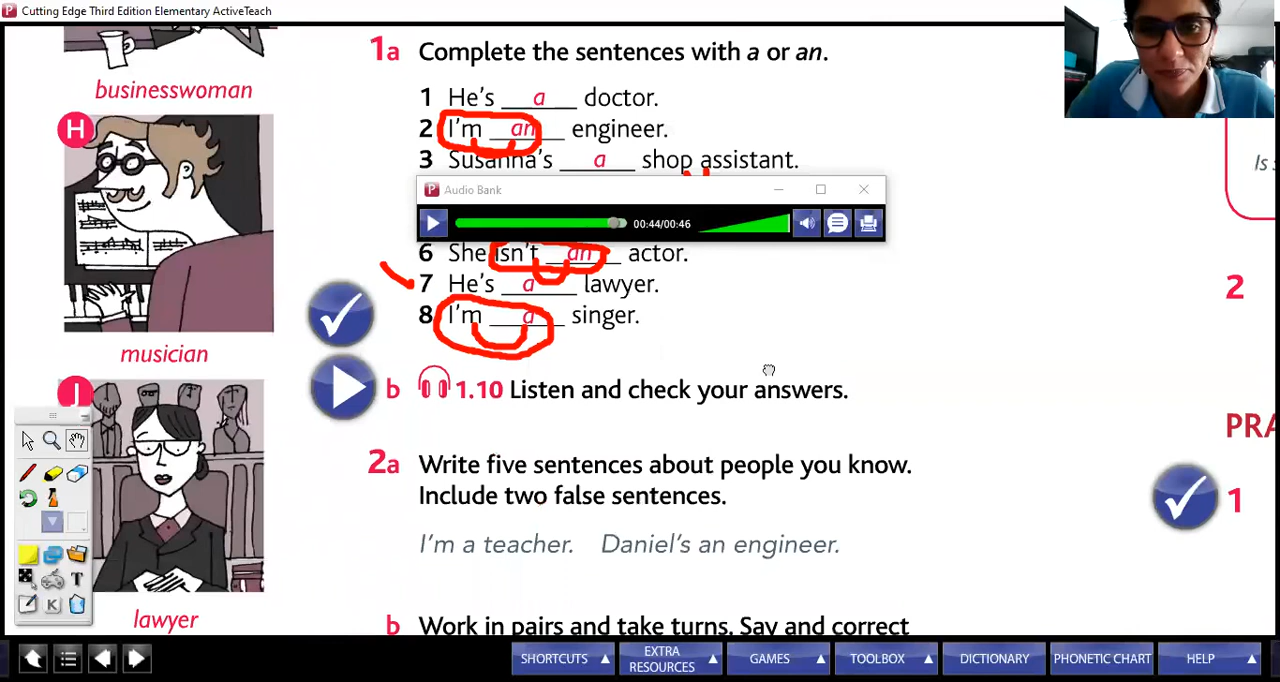 Cutting Edge Third Edition Elementary ActiveTeach
businesswoman
H
musician
J
lawyer
1a Complete the sentences with a or an.
1 He's a doctor.
2 I'm an engineer.
3 Susanna's a shop assistant.
Audio Bank
00:44/00:46
6 She isn't an actor.
7 He's a lawyer.
8 I'm a singer.
b 1.10 Listen and check your answers.
2a Write five sentences about people you know.
Include two false sentences.
I'm a teacher. Daniel's an engineer.
b Work in pairs and take turns. Say and correct
Is s
2
PRA
1
T
K
SHORTCUTS
EXTRA RESOURCES
GAMES
TOOLBOX
DICTIONARY
PHONETIC CHART
HELP